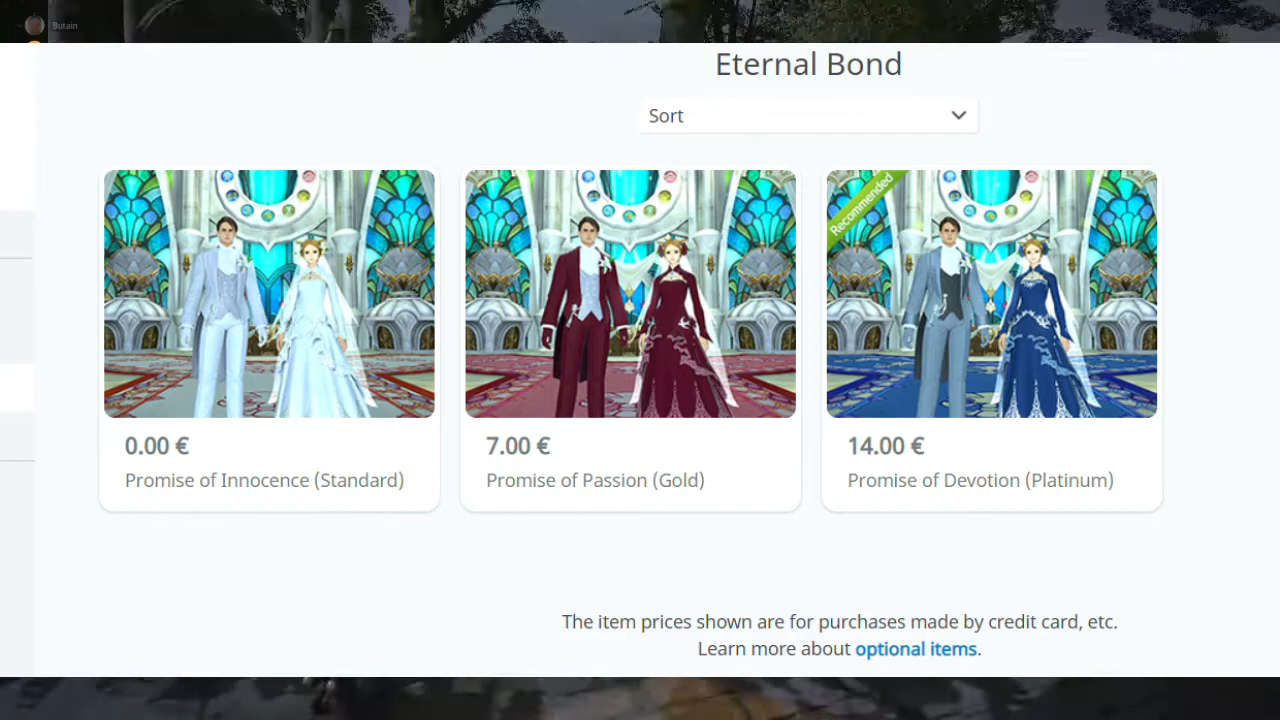 Butain
Eternal Bond
Sort
Recommended
0.00 €
Promise of Innocence (Standard)
7.00 €
Promise of Passion (Gold)
14.00 €
Promise of Devotion (Platinum)
The item prices shown are for purchases made by credit card, etc.
Learn more about optional items.